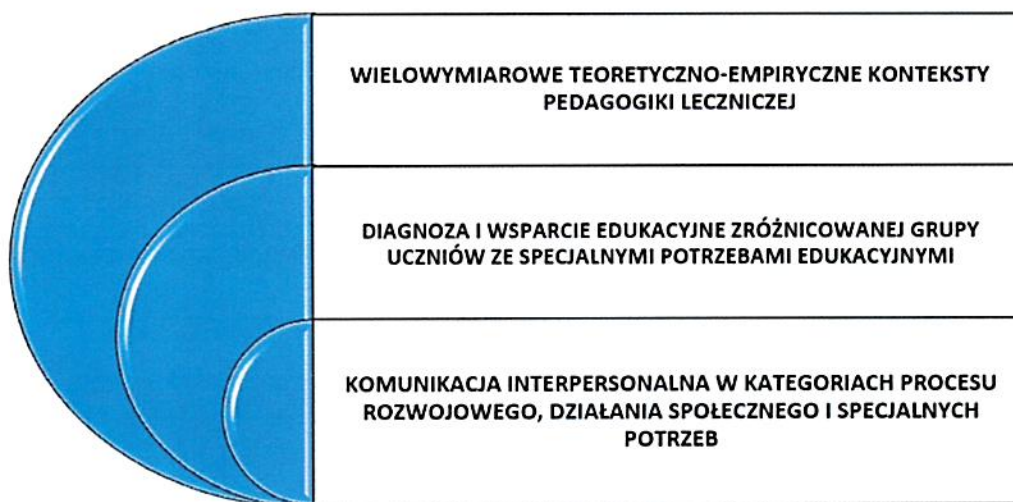 WIELOWYMIAROWE TEORETYCZNO-EMPIRYCZNE KONTEKSTY
PEDAGOGIKI LECZNICZEJ
DIAGNOZA I WSPARCIE EDUKACYJNE ZRÓŻNICOWANEJ GRUPY
UCZNIÓW ZE SPECJALNYMI POTRZEBAMI EDUKACYJNYMI
KOMUNIKACJA INTERPERSONALNA W KATEGORIACH PROCESU
ROZWOJOWEGO, DZIAŁANIA SPOŁECZNEGO I SPECJALNYCH
POTRZEB